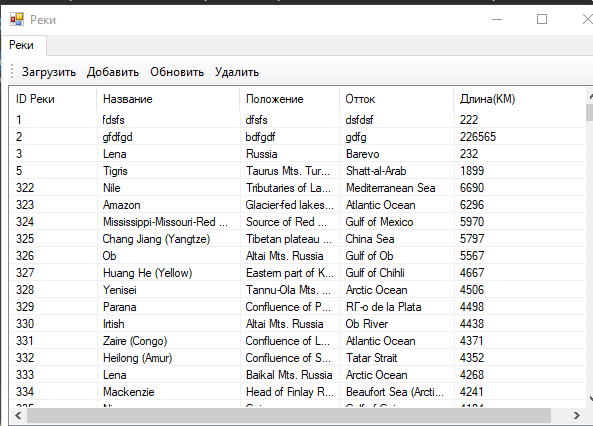 Реки
Реки
Загрузить Добавить Обновить Удалить
ID Реки Название Положение Отток Длина(КМ)
1 fdsfs dfsfs dsfdsf 222
2 gfdfgd bdfgdf gdfg 226565
3 Lena Russia Barevo 232
5 Tigris Taurus Mts. Tur... Shatt-al-Arab 1899
322 Nile Tributaries of La... Mediterranean Sea 6690
323 Amazon Glacier-fed lakes... Atlantic Ocean 6296
324 Mississippi-Missouri-Red ... Source of Red ... Gulf of Mexico 5970
325 Chang Jiang (Yangtze) Tibetan plateau ... China Sea 5797
326 Ob Altai Mts. Russia Gulf of Ob 5567
327 Huang He (Yellow) Eastern part of K... Gulf of Chihli 4667
328 Yenisei Tannu-Ola Mts. ... Arctic Ocean 4506
329 Parana Confluence of P... RГ-o de la Plata 4498
330 Irtish Altai Mts. Russia Ob River 4438
331 Zaire (Congo) Confluence of L... Atlantic Ocean 4371
332 Heilong (Amur) Confluence of S... Tatar Strait 4352
333 Lena Baikal Mts. Russia Arctic Ocean 4268
334 Mackenzie Head of Finlay R... Beaufort Sea (Arcti... 4241